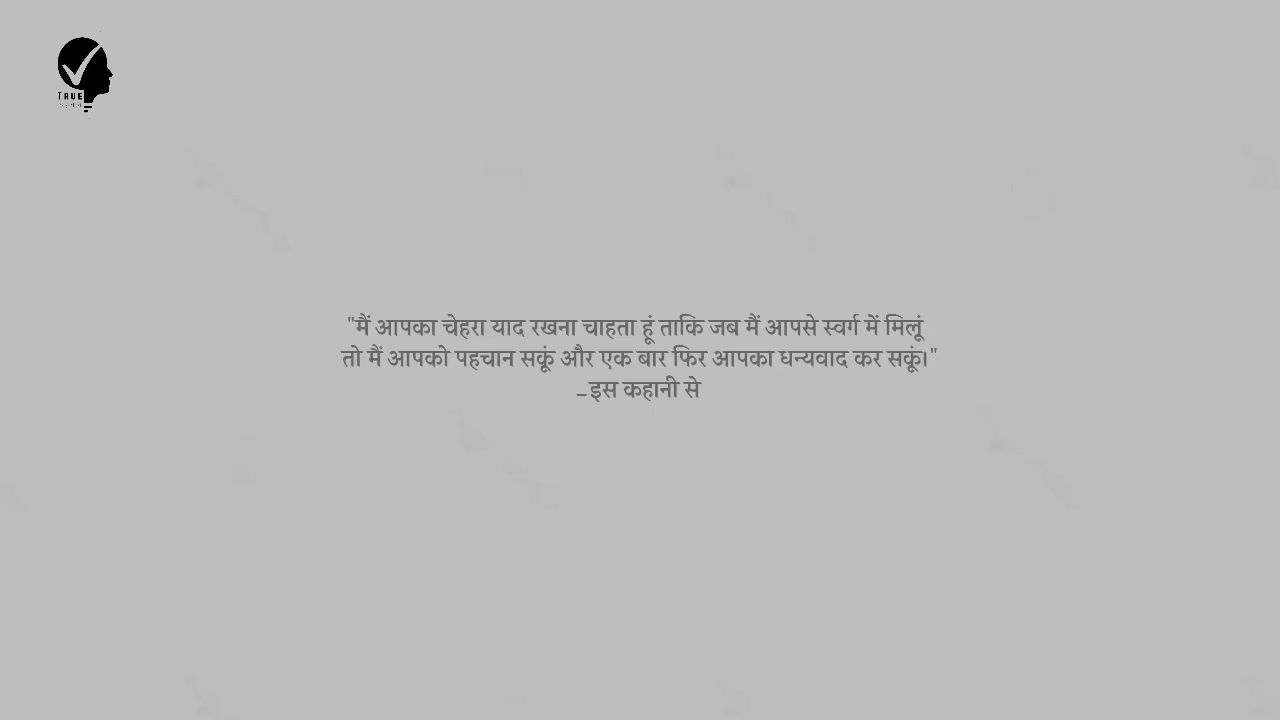 TRUE
"मैं आपका चेहरा याद रखना चाहता हूं ताकि जब मैं आपसे स्वर्ग में मिलूं
तो मैं आपको पहचान सकूं और एक बार फिर आपका धन्यवाद कर सकूं।"
–इस कहानी से